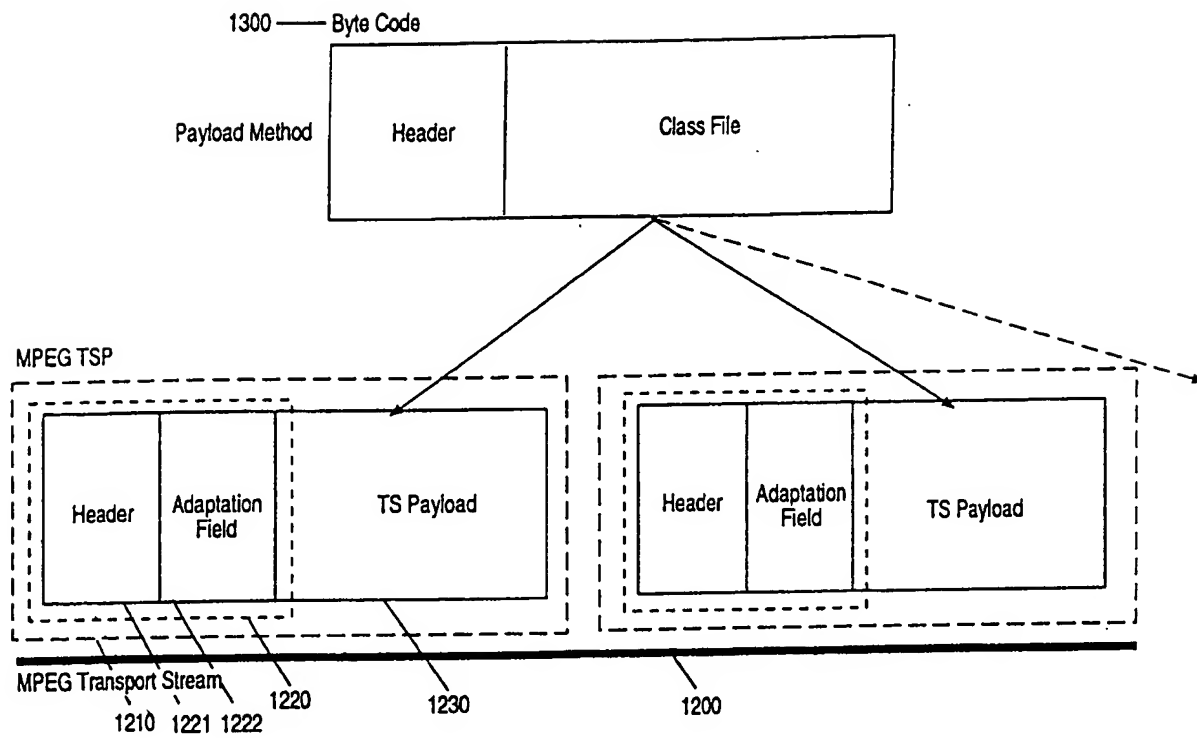 1300 Byte Code
Payload Method
Header
Class File
MPEG TSP
Header
Adaptation
Field
TS Payload
Header
Adaptation
Field
TS Payload
MPEG Transport Stream
1210
1221
1222
1220
1230
1200